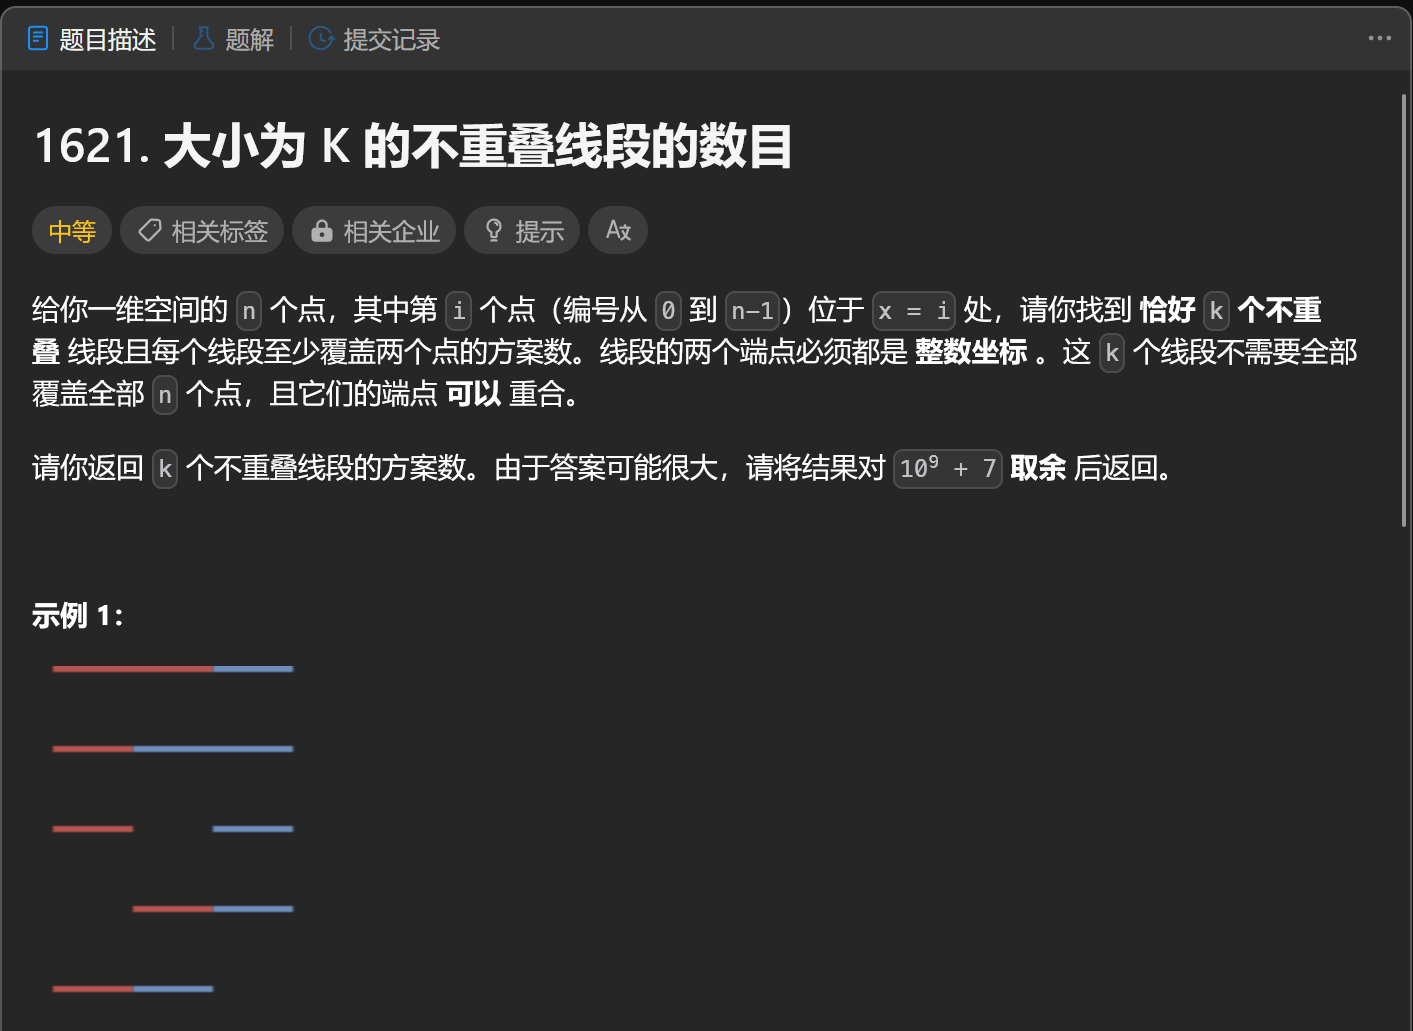 题目描述 题解 提交记录
1621. 大小为 K 的不重叠线段的数目
中等 相关标签 相关企业 提示
给你一维空间的 n 个点，其中第 i 个点（编号从 0 到 n-1）位于 x = i 处，请你找到 恰好 k 个不重
叠 线段且每个线段至少覆盖两个点的方案数。线段的两个端点必须都是 整数坐标 。这 k 个线段不需要全部
覆盖全部 n 个点，且它们的端点 可以 重合。
请你返回 k 个不重叠线段的方案数。由于答案可能很大，请将结果对 10⁹ + 7 取余 后返回。
示例 1：